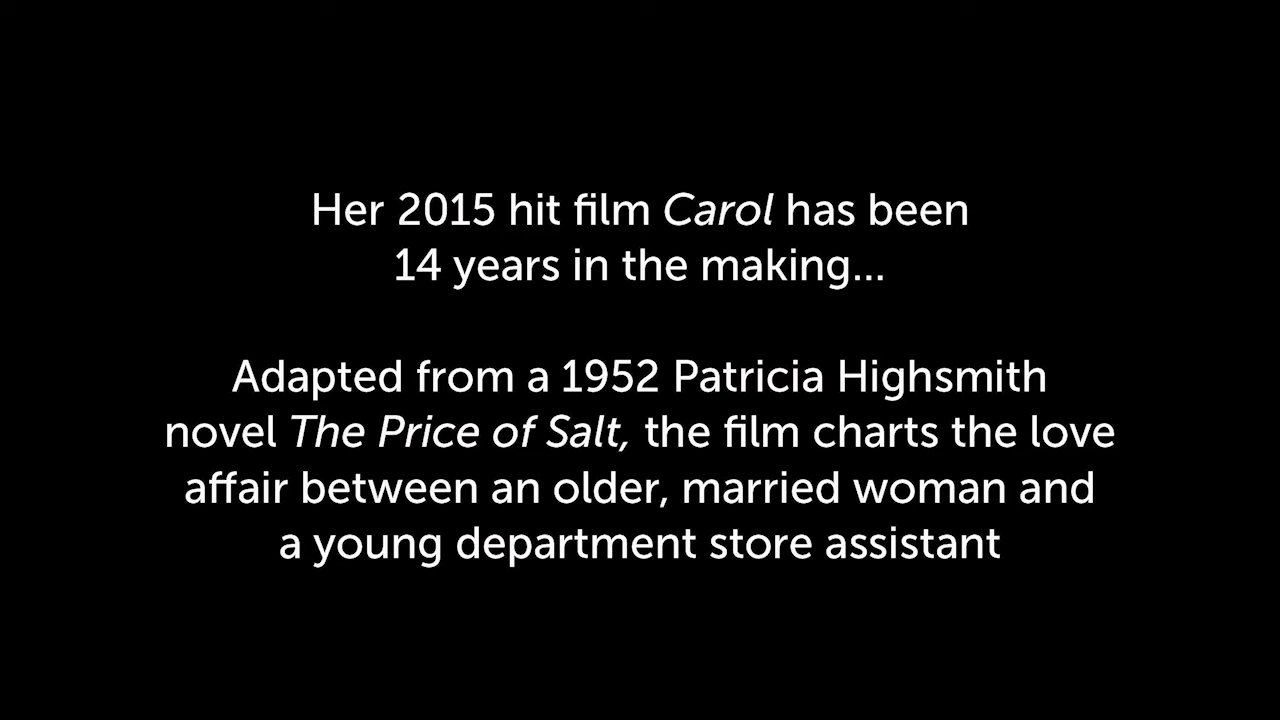 Her 2015 hit film Carol has been
14 years in the making...
Adapted from a 1952 Patricia Highsmith
novel The Price of Salt, the film charts the love
affair between an older, married woman and
a young department store assistant